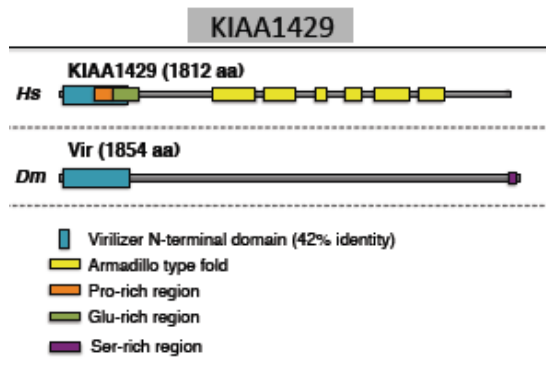 KIAA1429
KIAA1429 (1812 aa)
Hs
Vir (1854 aa)
Dm
Virilizer N-terminal domain (42% identity)
Armadillo type fold
Pro-rich region
Glu-rich region
Ser-rich region